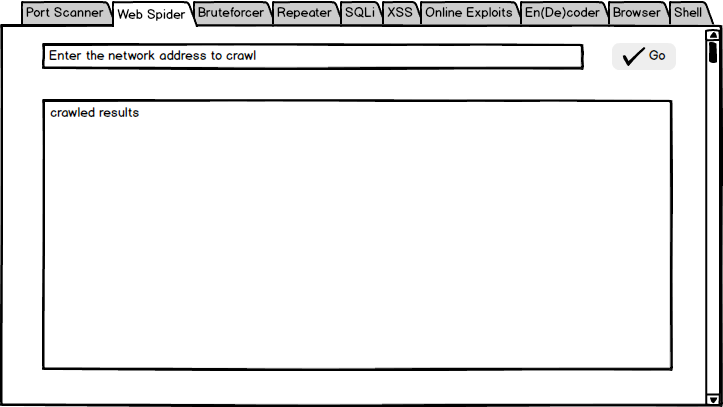 Port Scanner
Web Spider
Bruteforcer
Repeater
SQLi
XSS
Online Exploits
En(De)coder
Browser
Shell
Enter the network address to crawl
Go
crawled results